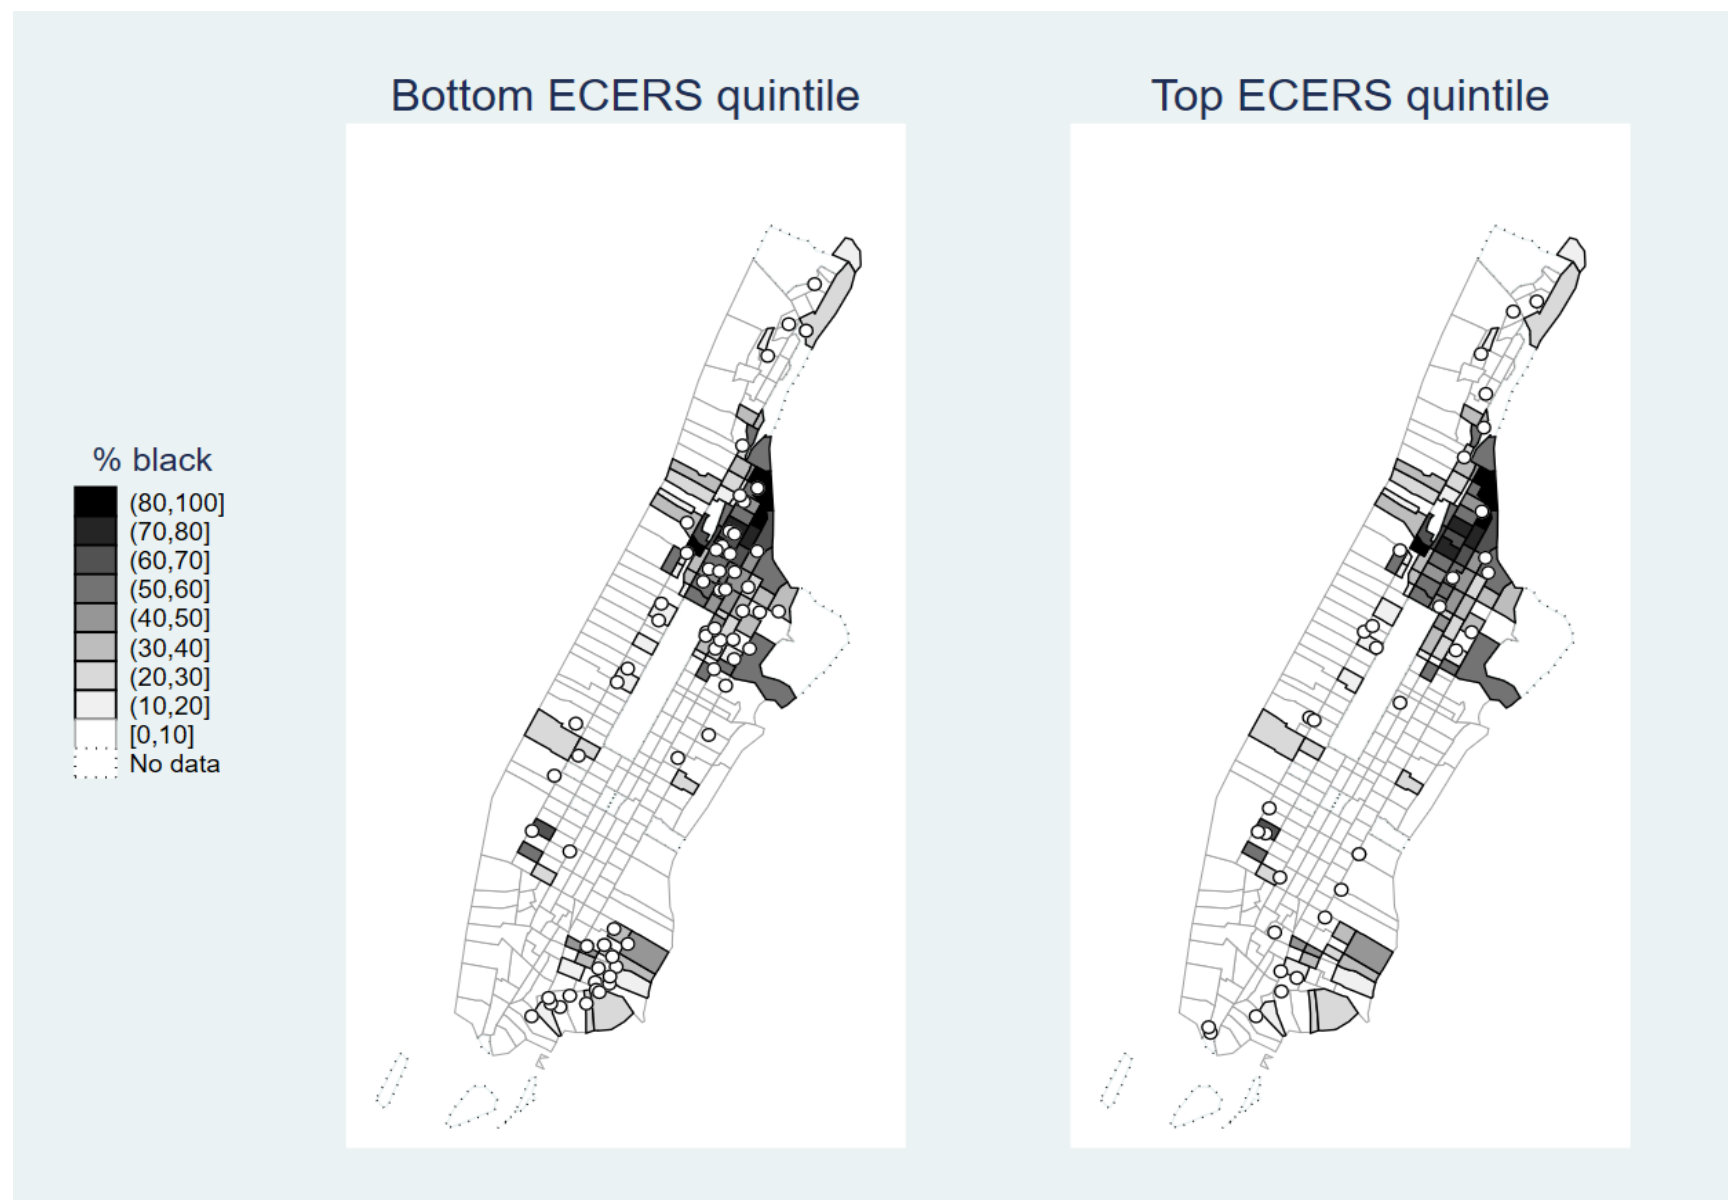 Bottom ECERS quintile
Top ECERS quintile
% black
(80,100]
(70,80]
(60,70]
(50,60]
(40,50]
(30,40]
(20,30]
(10,20]
[0,10]
No data